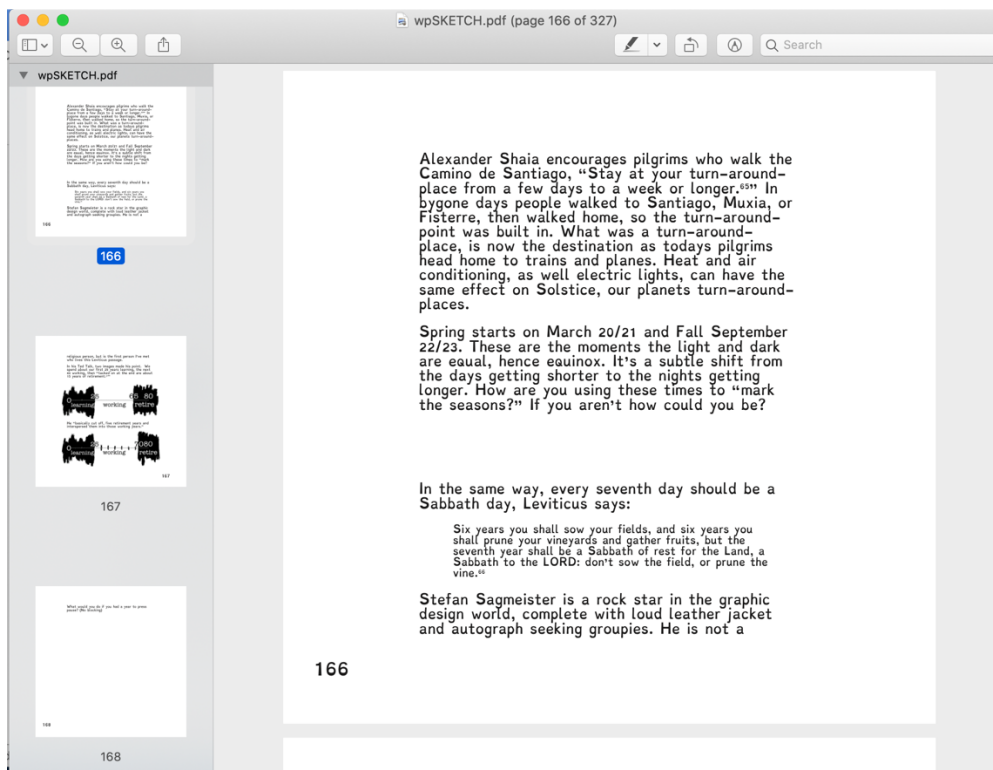 wpSKETCH.pdf (page 166 of 327)
Search
wpSKETCH.pdf
166
167
168
Alexander Shaia encourages pilgrims who walk the
Camino de Santiago, “Stay at your turn-around-
place from a few days to a week or longer.⁶⁵” In
bygone days people walked to Santiago, Muxia, or
Fisterre, then walked home, so the turn-around-
point was built in. What was a turn-around-
place, is now the destination as todays pilgrims
head home to trains and planes. Heat and air
conditioning, as well electric lights, can have the
same effect on Solstice, our planets turn-around-
places.
Spring starts on March 20/21 and Fall September
22/23. These are the moments the light and dark
are equal, hence equinox. It’s a subtle shift from
the days getting shorter to the nights getting
longer. How are you using these times to “mark
the seasons?” If you aren’t how could you be?
In the same way, every seventh day should be a
Sabbath day, Leviticus says:
Six years you shall sow your fields, and six years you
shall prune your vineyards and gather fruits, but the
seventh year shall be a Sabbath of rest for the Land, a
Sabbath to the LORD: don’t sow the field, or prune the
vine.⁶⁶
Stefan Sagmeister is a rock star in the graphic
design world, complete with loud leather jacket
and autograph seeking groupies. He is not a
166